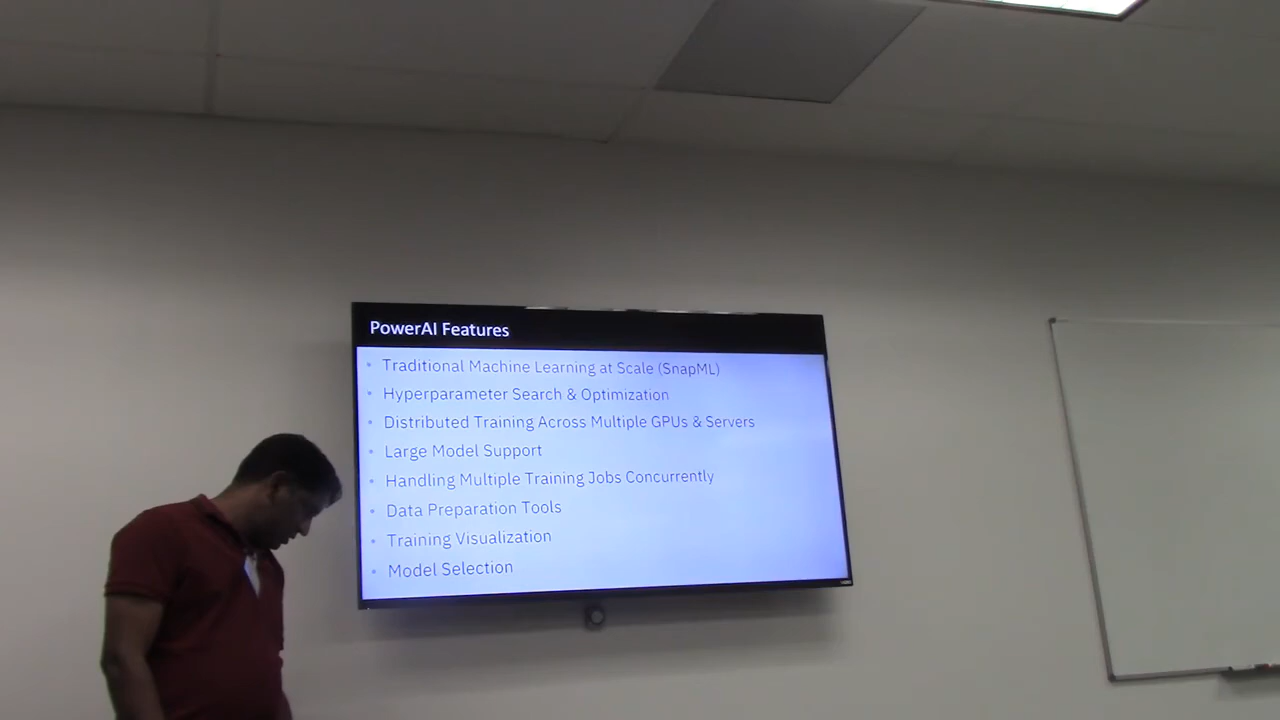 PowerAI Features
• Traditional Machine Learning at Scale (SnapML)
• Hyperparameter Search & Optimization
• Distributed Training Across Multiple GPUs & Servers
• Large Model Support
• Handling Multiple Training Jobs Concurrently
• Data Preparation Tools
• Training Visualization
• Model Selection